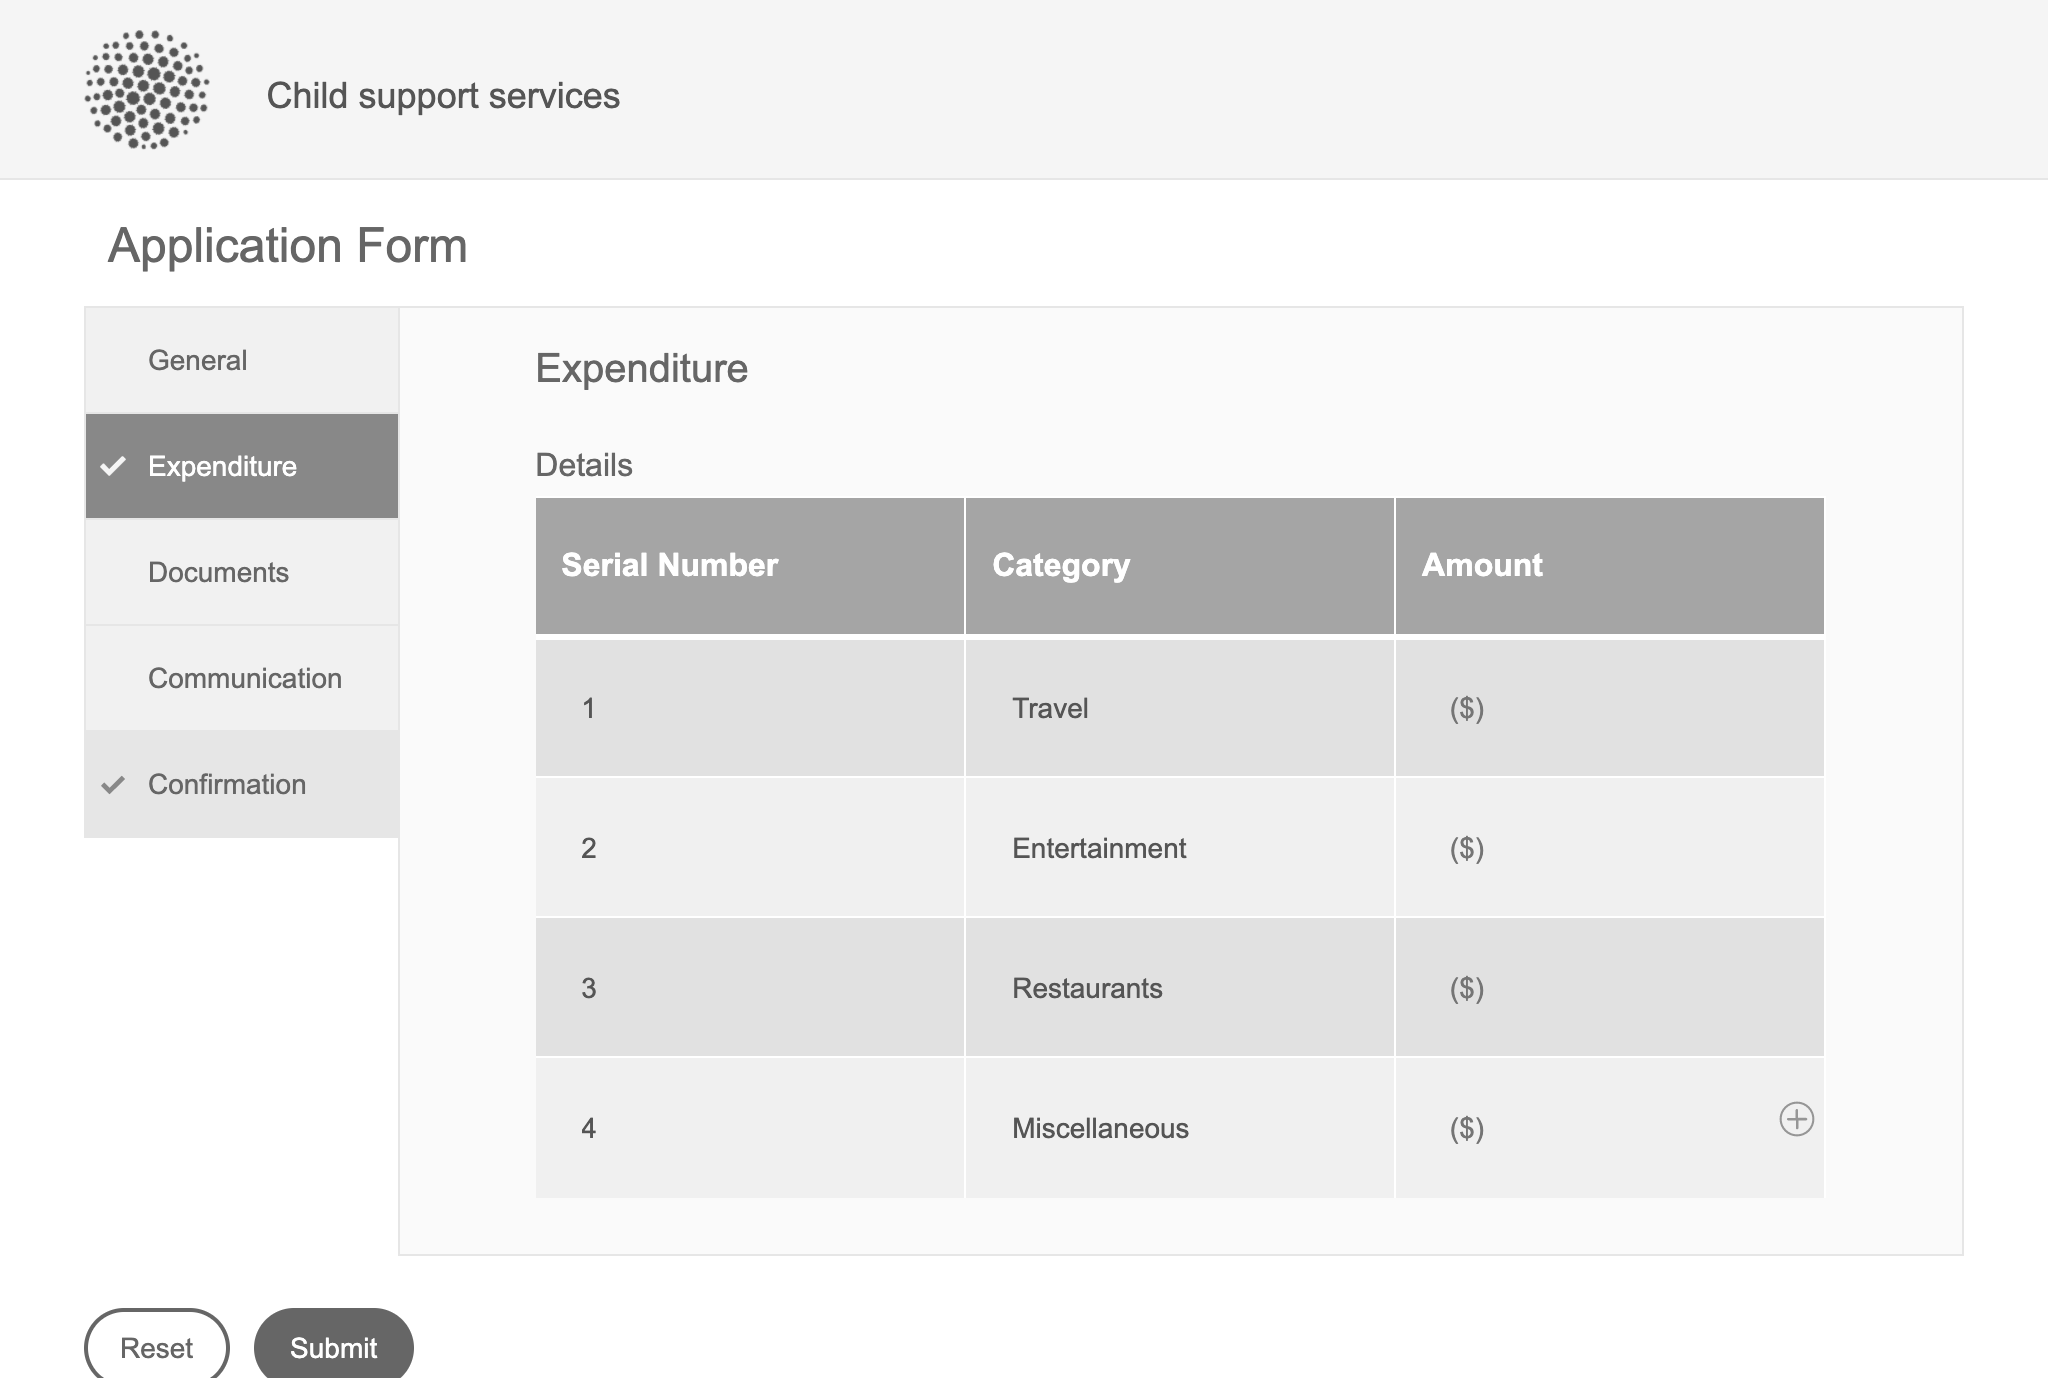 Child support services
Application Form
General
Expenditure
Documents
Communication
Confirmation
Expenditure
Details
Serial Number Category Amount
1 Travel ($)
2 Entertainment ($)
3 Restaurants ($)
4 Miscellaneous ($)
Reset Submit